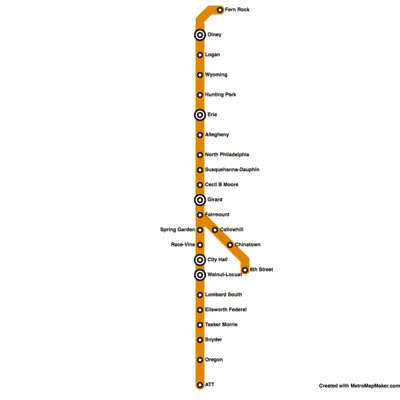 Fern Rock
Olney
Logan
Wyoming
Hunting Park
Erie
Allegheny
North Philadelphia
Susquehanna-Dauphin
Cecil B Moore
Girard
Fairmount
Spring Garden
Callowhill
Race-Vine
Chinatown
City Hall
8th Street
Walnut-Locust
Lombard South
Ellsworth Federal
Tasker Morris
Snyder
Oregon
ATT
Created with MetroMapMaker.com